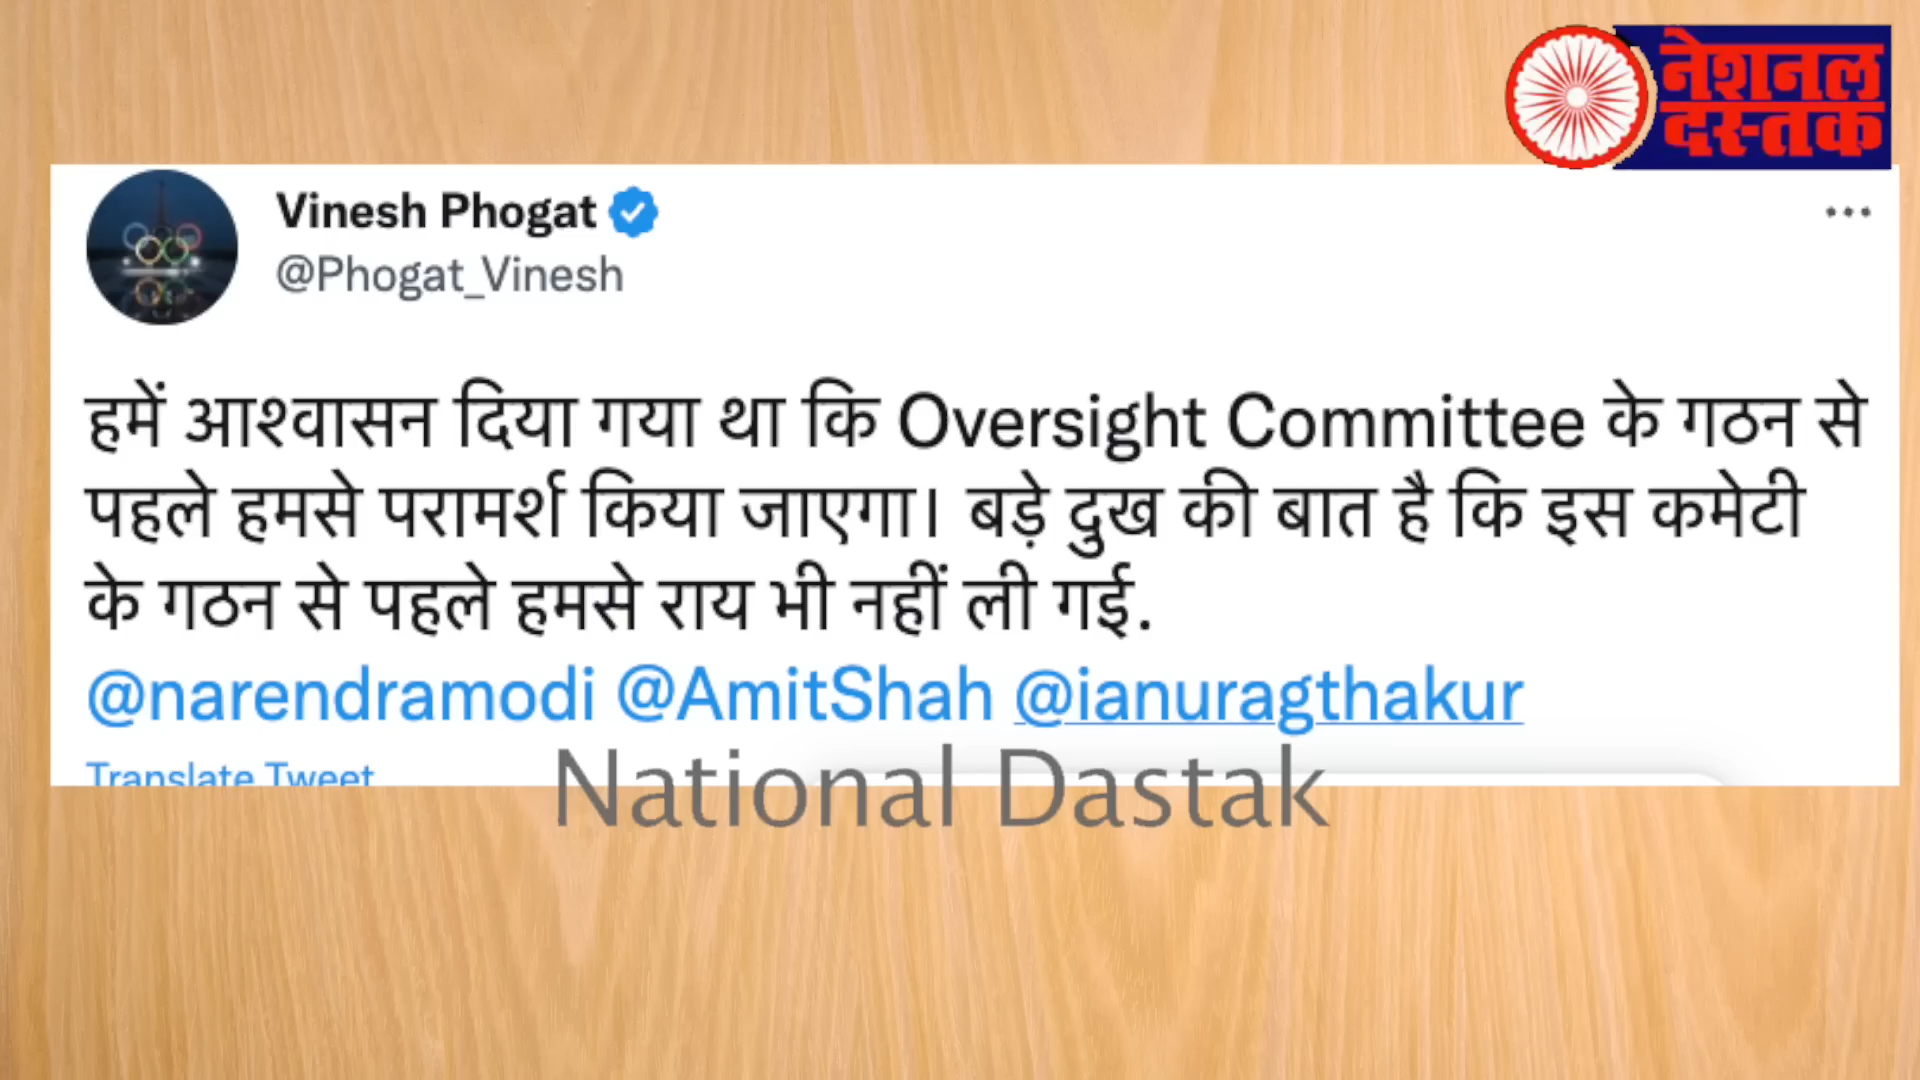 नेशनल
दस्तक
Vinesh Phogat
@Phogat_Vinesh
हमें आश्वासन दिया गया था कि Oversight Committee के गठन से
पहले हमसे परामर्श किया जाएगा। बड़े दुख की बात है कि इस कमेटी
के गठन से पहले हमसे राय भी नहीं ली गई.
@narendramodi @AmitShah @ianuragthakur
Translate Tweet
National Dastak